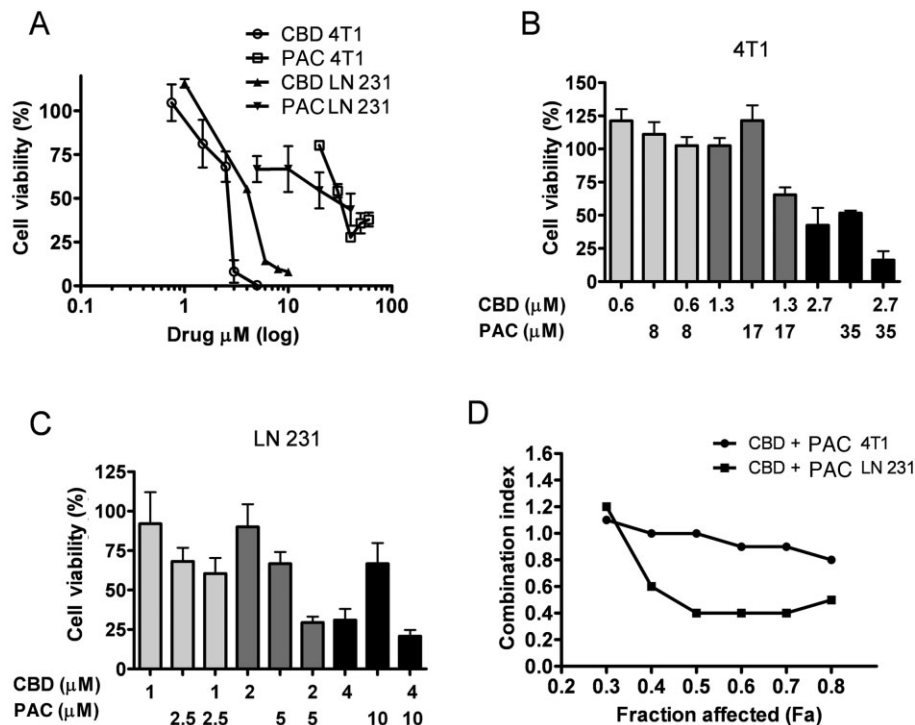 A
CBD 4T1
PAC 4T1
CBD LN 231
PAC LN 231
Cell viability (%)
100
75
50
25
0
0.1 1 10 100
Drug μM (log)
B
4T1
Cell viability (%)
150
125
100
75
50
25
0
CBD (μM) 0.6 0.6 1.3 1.3 2.7 2.7
PAC (μM) 8 8 17 17 35 35
C
LN 231
Cell viability (%)
125
100
75
50
25
0
CBD (μM) 1 1 2 2 4 4
PAC (μM) 2.5 2.5 5 5 10 10
D
CBD + PAC 4T1
CBD + PAC LN 231
Combination index
1.6
1.4
1.2
1.0
0.8
0.6
0.4
0.2
0.0
0.2 0.3 0.4 0.5 0.6 0.7 0.8
Fraction affected (Fa)